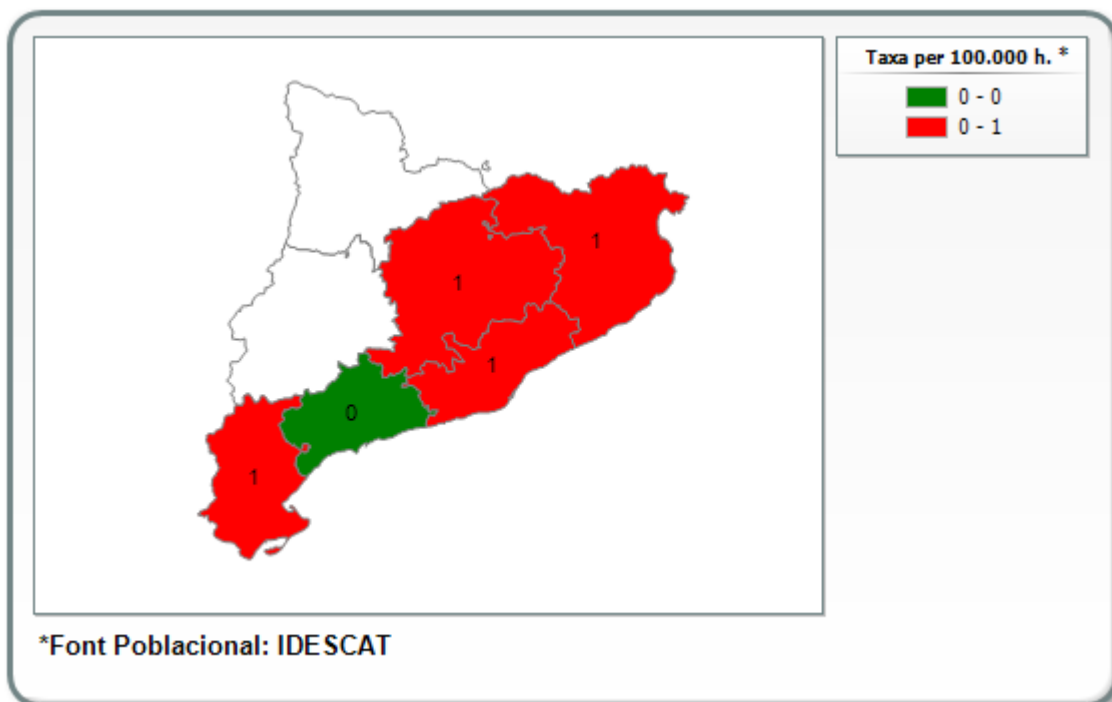 Taxa per 100.000 h. *
0 - 0
0 - 1
1
1
1
0
1
*Font Poblacional: IDESCAT